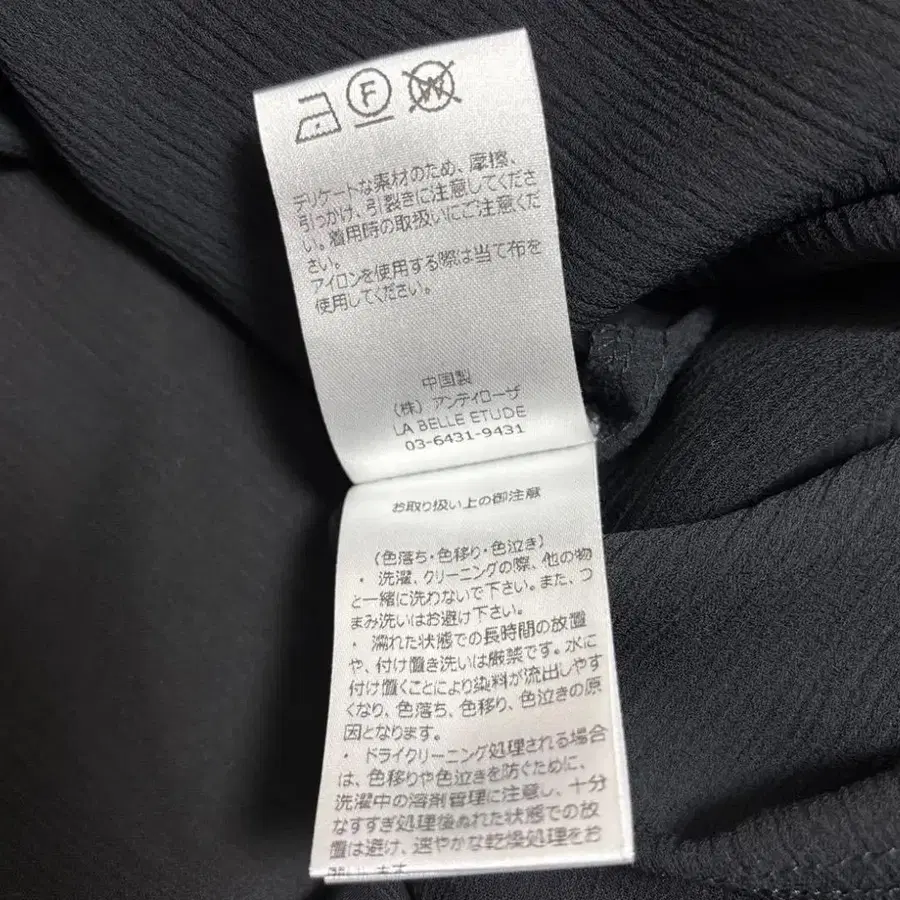 F W
デリケートな素材のため、摩擦、
引っかけ、引裂きに注意してくださ
い。着用時の取扱いにご注意くだ
さい。
アイロンを使用する際は当て布を
使用してください。
中国製
(株) アンティローザ
LA BELLE ETUDE
03-6431-9431
お取り扱い上の御注意
(色落ち・色移り・色泣き)
・ 洗濯、クリーニングの際、他の物
と一緒に洗わないで下さい。また、つ
まみ洗いはお避け下さい。
・ 濡れた状態での長時間の放置
や、付け置き洗いは厳禁です。水に
付け置くことにより染料が流出しやす
くなり、色落ち、色移り、色泣きの原
因となります。
・ ドライクリーニング処理される場合
は、色移りや色泣きを防ぐために、
洗濯中の溶剤管理に注意し、十分
なすすぎ処理後ぬれた状態での放
置は避け、速やかな乾燥処理をお